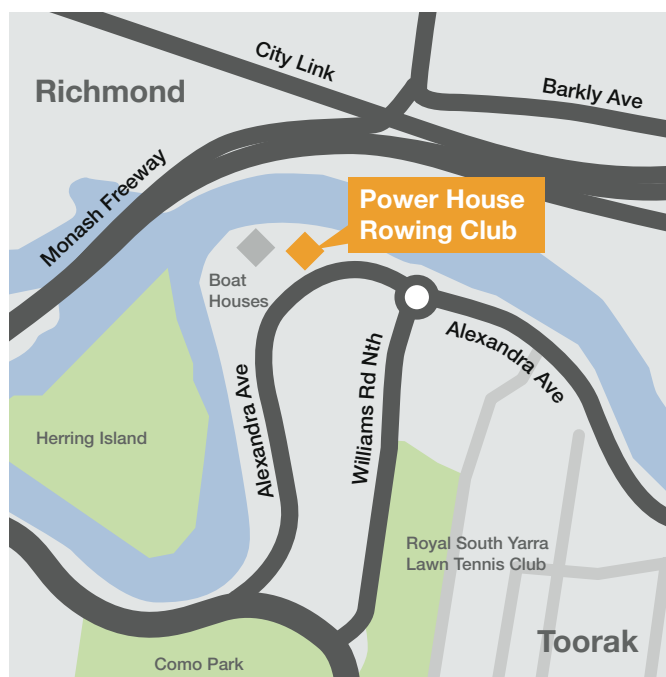 City Link
Richmond
Barkly Ave
Monash Freeway
Power House
Rowing Club
Boat
Houses
Alexandra Ave
Williams Rd Nth
Alexandra Ave
Herring Island
Royal South Yarra
Lawn Tennis Club
Toorak
Como Park